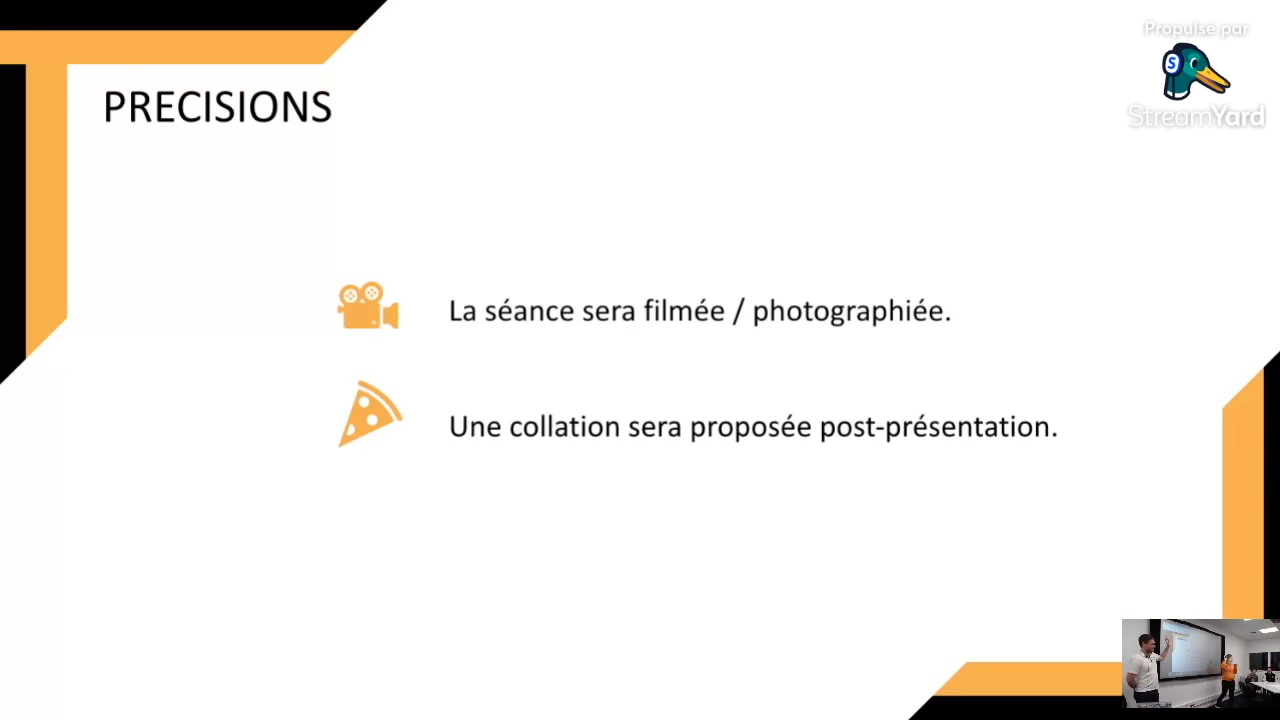 Propulsé par
S
StreamYard
PRECISIONS
La séance sera filmée / photographiée.
Une collation sera proposée post-présentation.